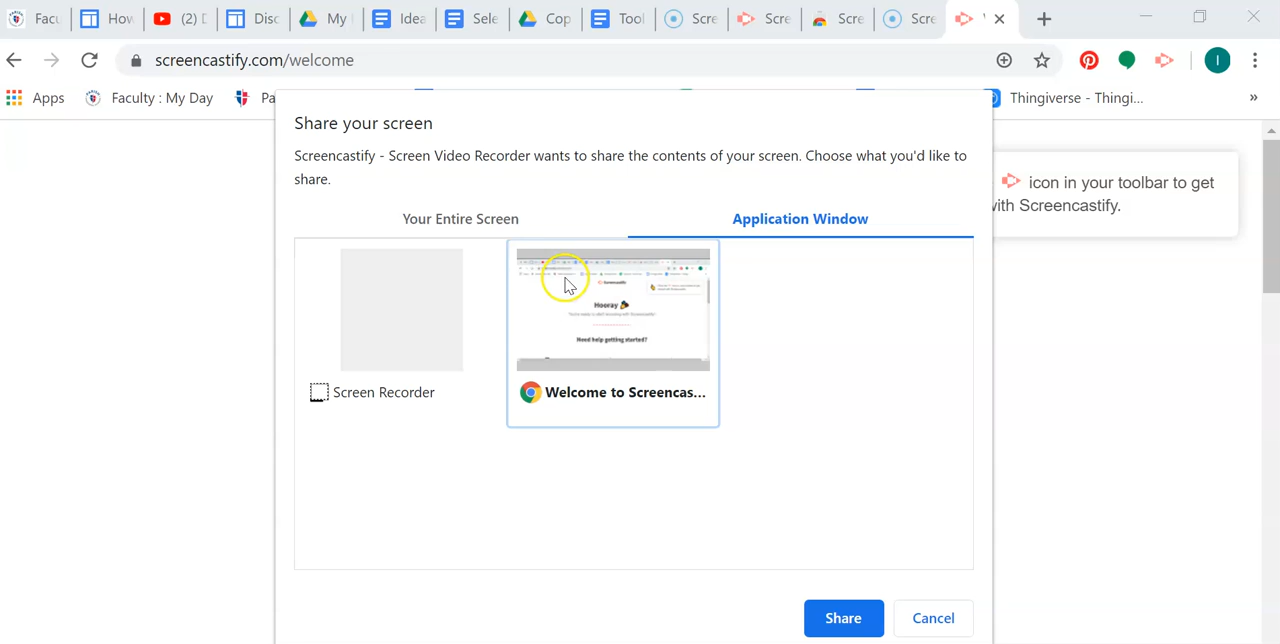 Facu
How
(2) D
Disc
My
Idea
Sele
Cop
Tool
Scre
Scre
Scre
Scre
screencastify.com/welcome
I
Apps
Faculty : My Day
Pa
Thingiverse - Thingi...
»
Share your screen
Screencastify - Screen Video Recorder wants to share the contents of your screen. Choose what you'd like to
share.
Your Entire Screen
Application Window
icon in your toolbar to get
with Screencastify.
Screencastify
Hooray
Need help getting started?
Screen Recorder
Welcome to Screencas...
Share
Cancel